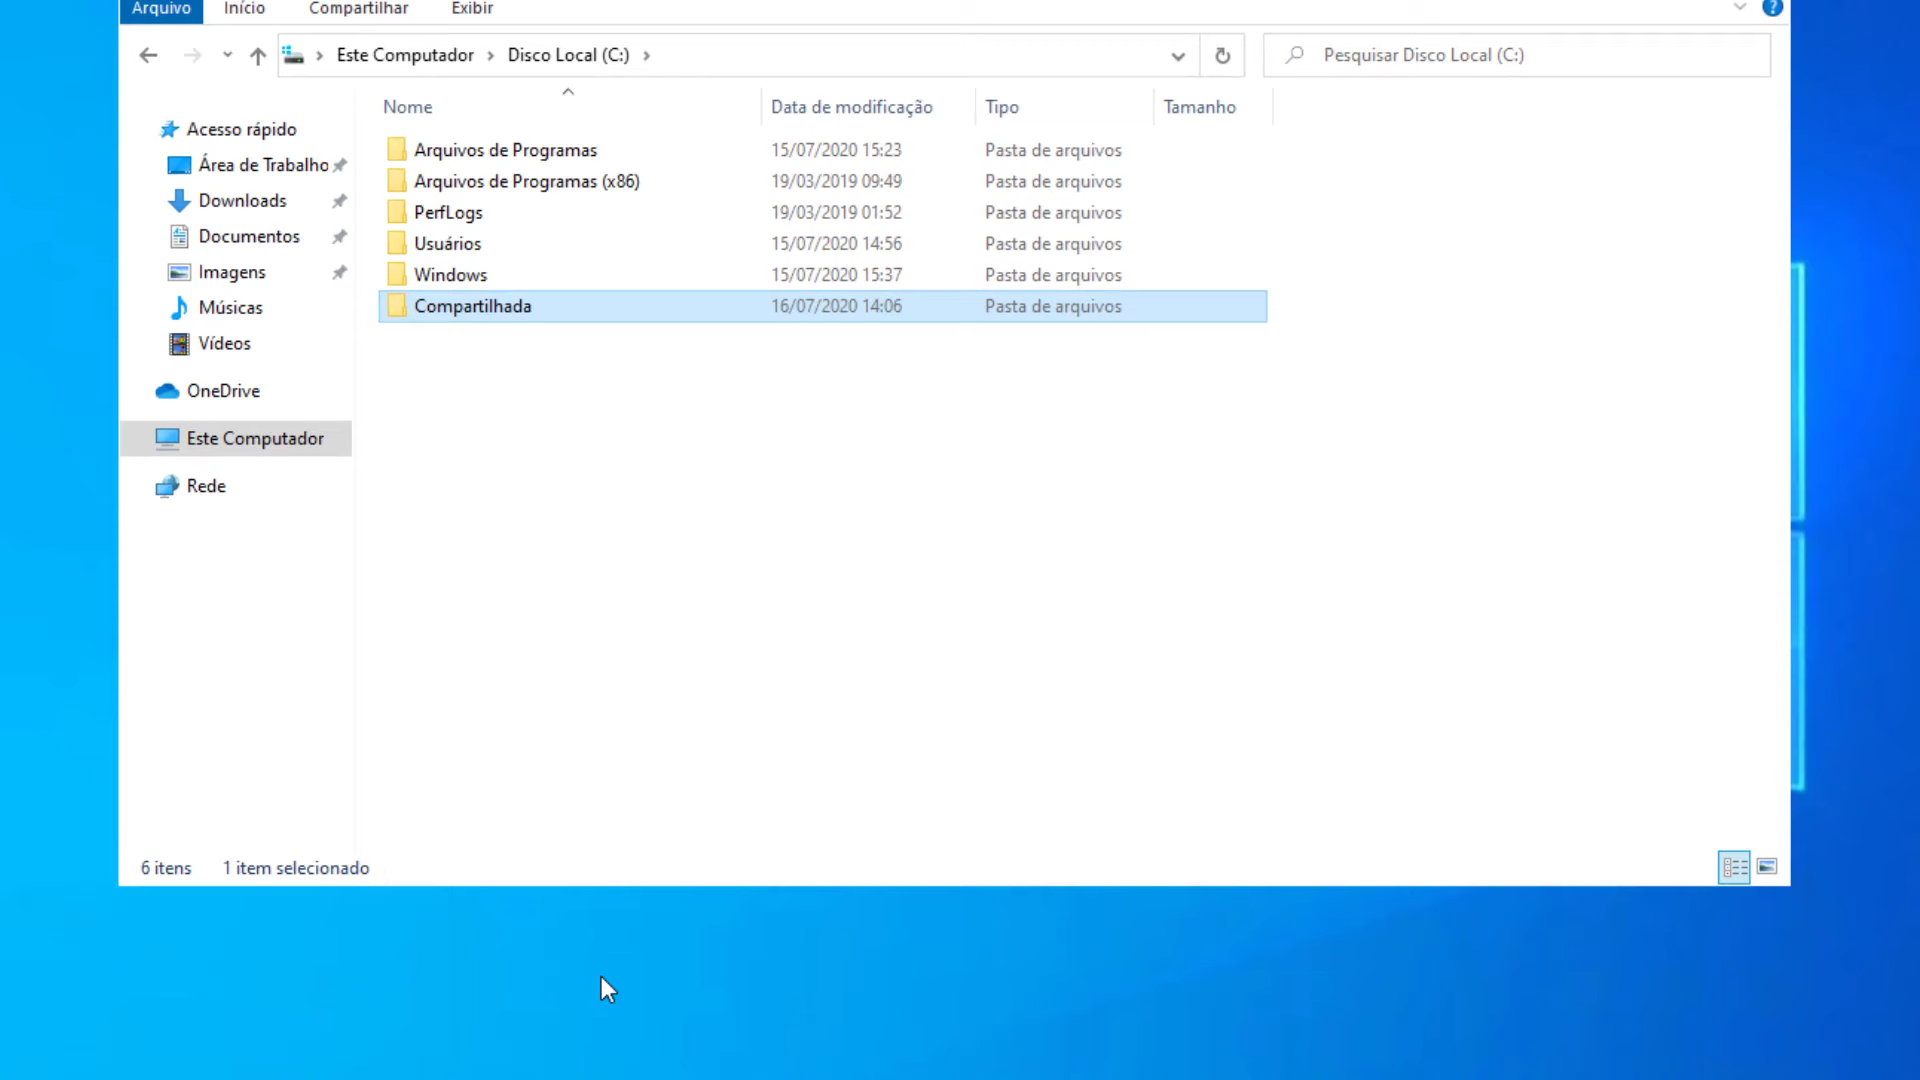 Arquivo Início Compartilhar Exibir
Este Computador Disco Local (C:) Pesquisar Disco Local (C:)
Nome Data de modificação Tipo Tamanho
Acesso rápido
Área de Trabalho
Downloads
Documentos
Imagens
Músicas
Vídeos
OneDrive
Este Computador
Rede
Arquivos de Programas 15/07/2020 15:23 Pasta de arquivos
Arquivos de Programas (x86) 19/03/2019 09:49 Pasta de arquivos
PerfLogs 19/03/2019 01:52 Pasta de arquivos
Usuários 15/07/2020 14:56 Pasta de arquivos
Windows 15/07/2020 15:37 Pasta de arquivos
Compartilhada 16/07/2020 14:06 Pasta de arquivos
6 itens 1 item selecionado